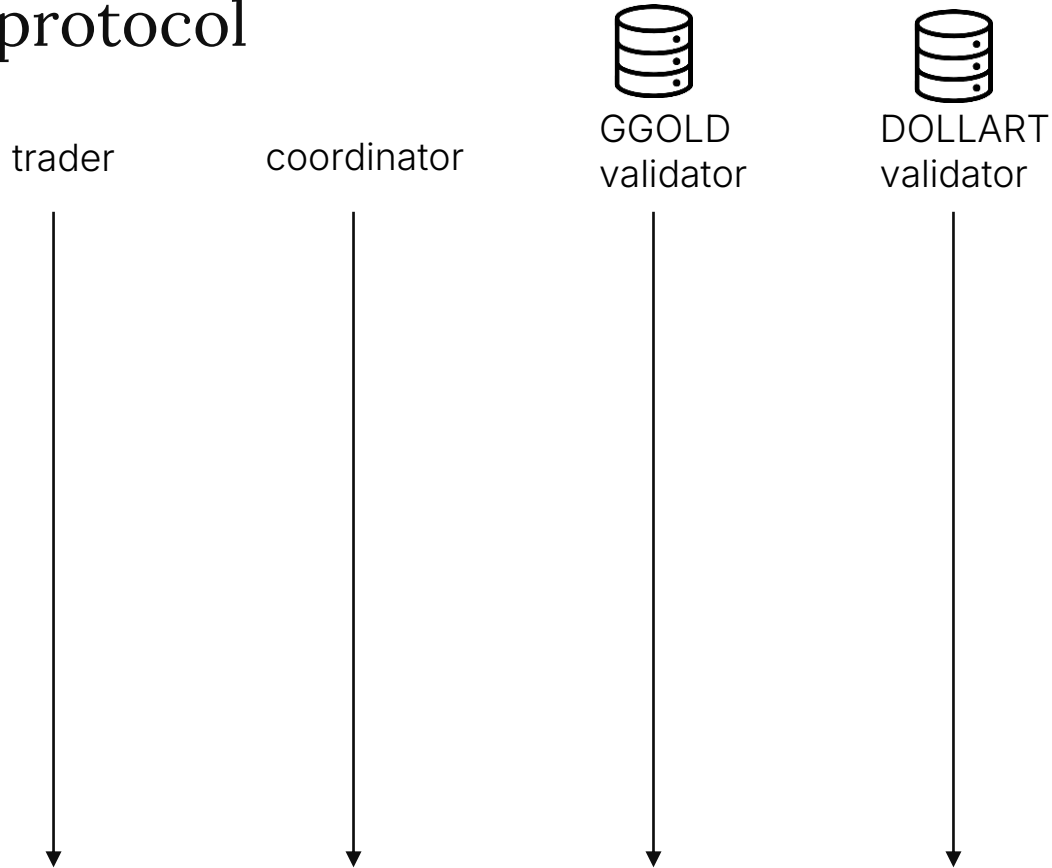 protocol
trader
coordinator
GGOLD
validator
DOLLART
validator